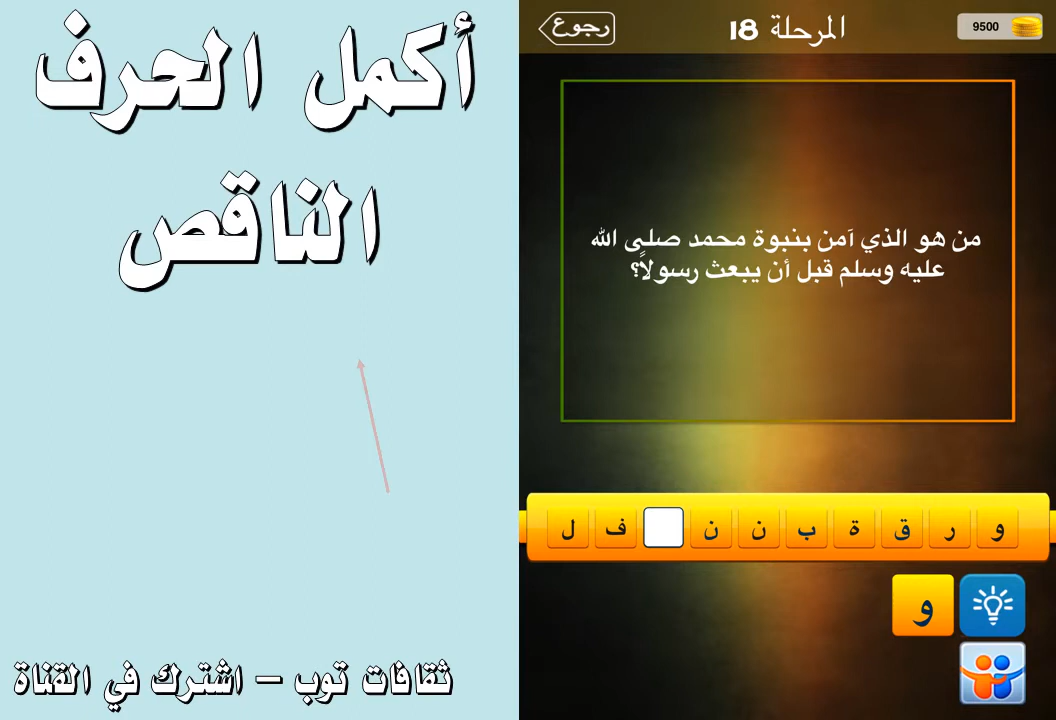 أكمل الحرف
الناقص
ثقافات توب – اشترك في القناة
رجوع
المرحلة 18
9500
من هو الذي آمن بنبوة محمد صلى الله
عليه وسلم قبل أن يبعث رسولاً؟
و ر ق ة ب ن ن ف ل
و